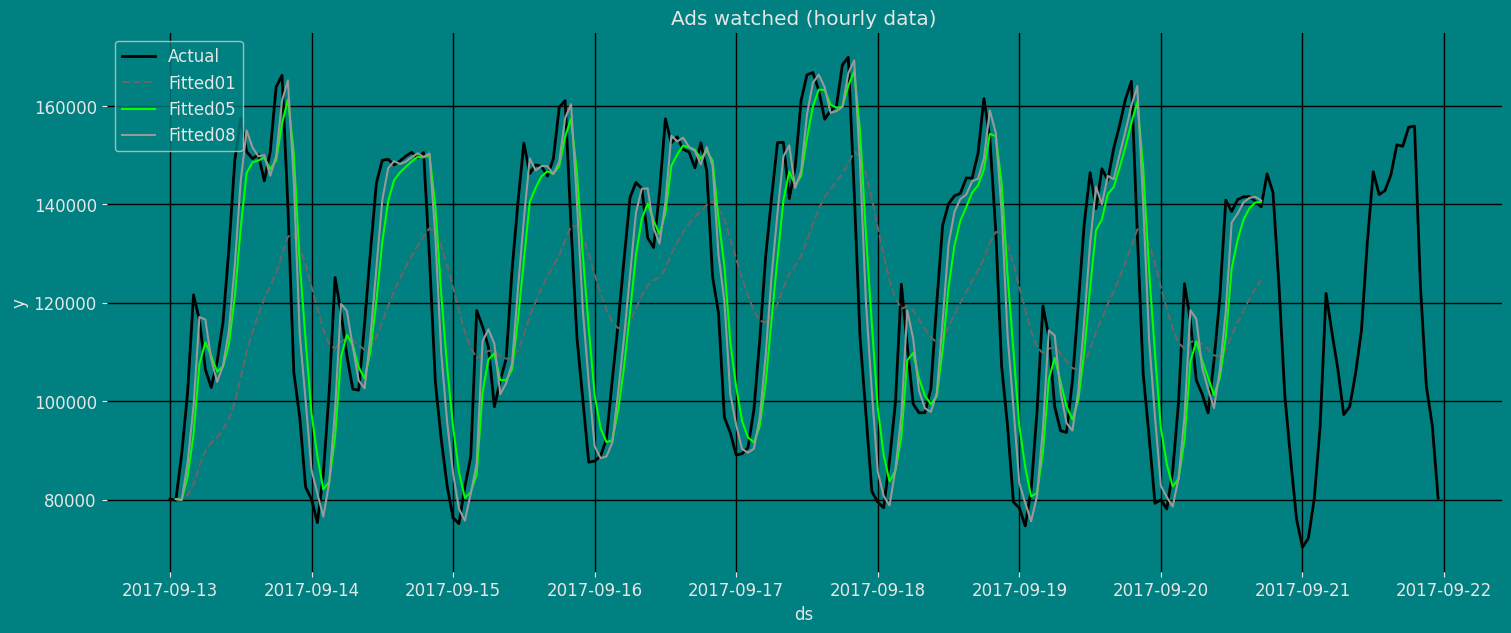 Ads watched (hourly data)
Actual
Fitted01
Fitted05
Fitted08
y
160000
140000
120000
100000
80000
2017-09-13
2017-09-14
2017-09-15
2017-09-16
2017-09-17
2017-09-18
2017-09-19
2017-09-20
2017-09-21
2017-09-22
ds